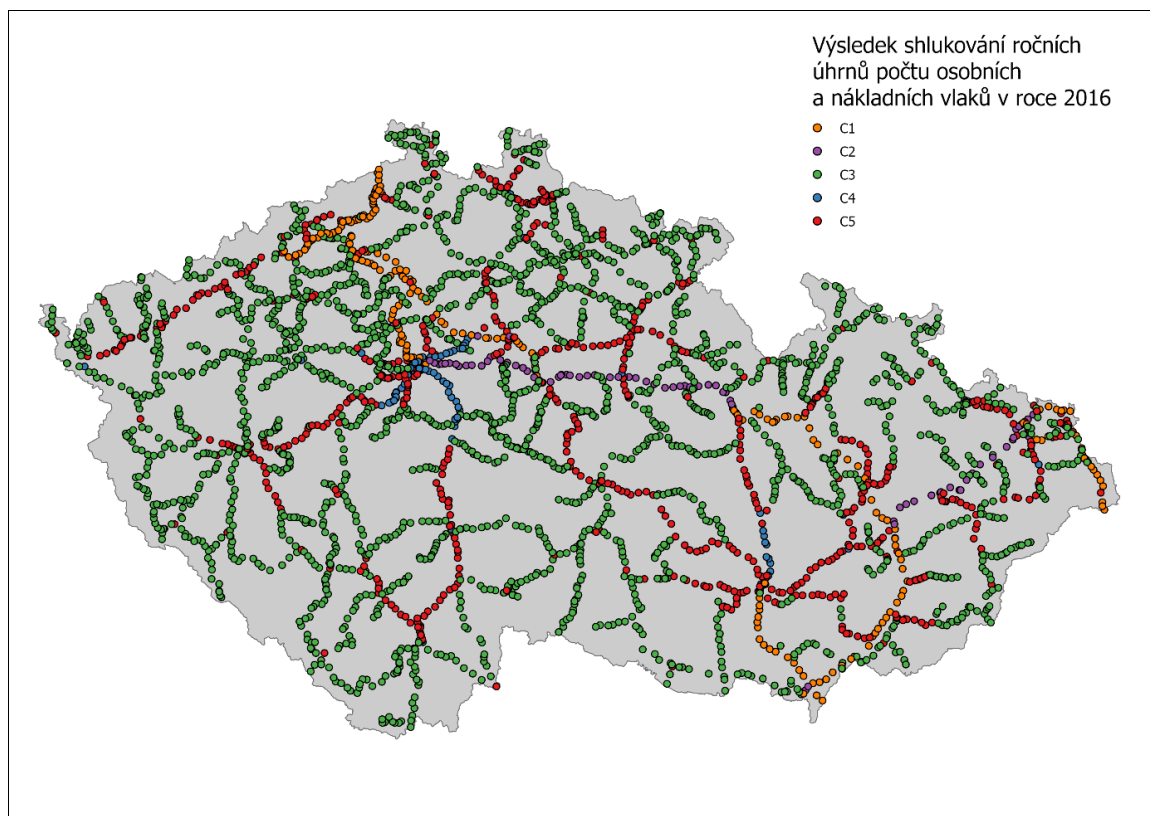 Výsledek shlukování ročních
úhrnů počtu osobních
a nákladních vlaků v roce 2016
C1
C2
C3
C4
C5